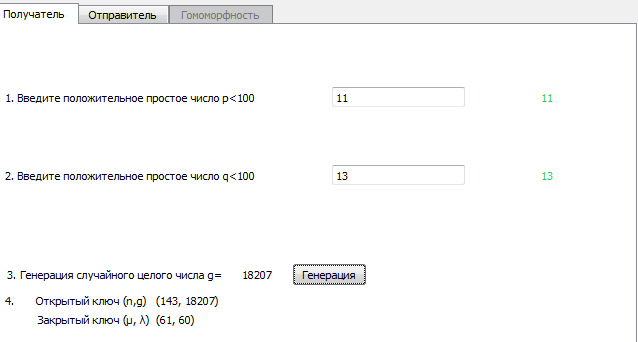 Получатель Отправитель Гомоморфность
1. Введите положительное простое число p<100 11 11
2. Введите положительное простое число q<100 13 13
3. Генерация случайного целого числа g= 18207 Генерация
4. Открытый ключ (n,g) (143, 18207)
Закрытый ключ (μ, λ) (61, 60)